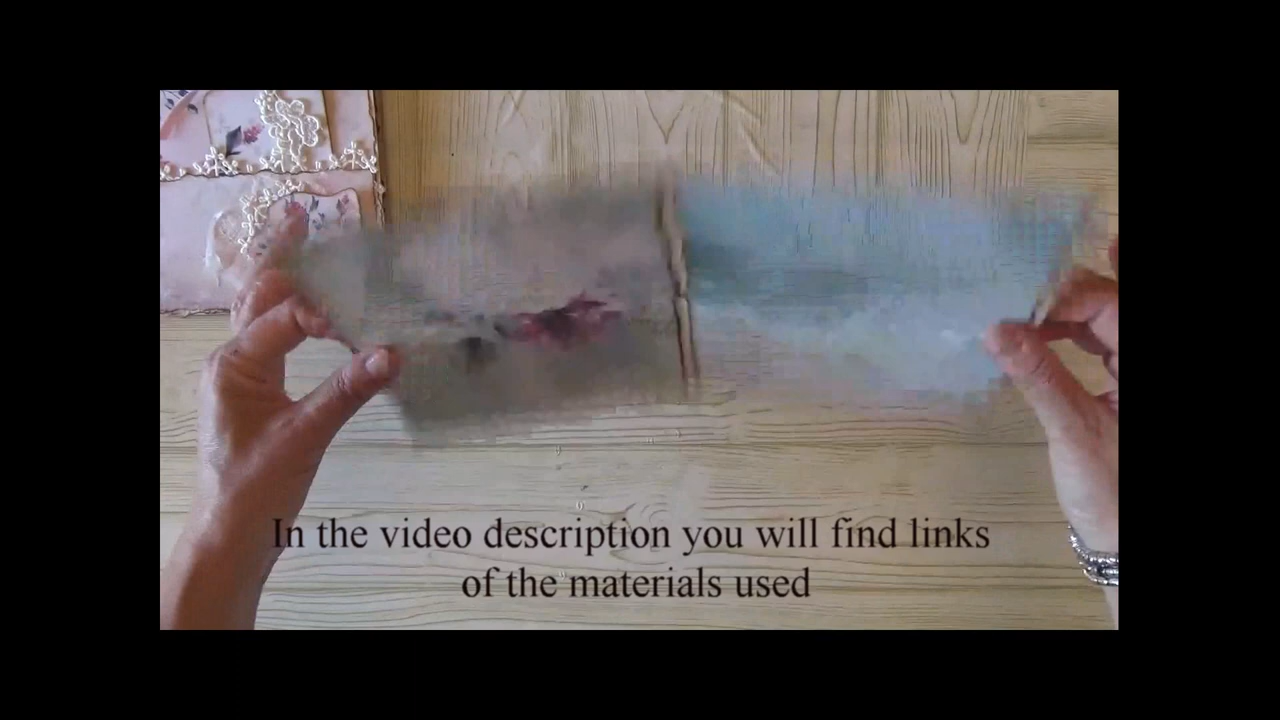 In the video description you will find links
of the materials used